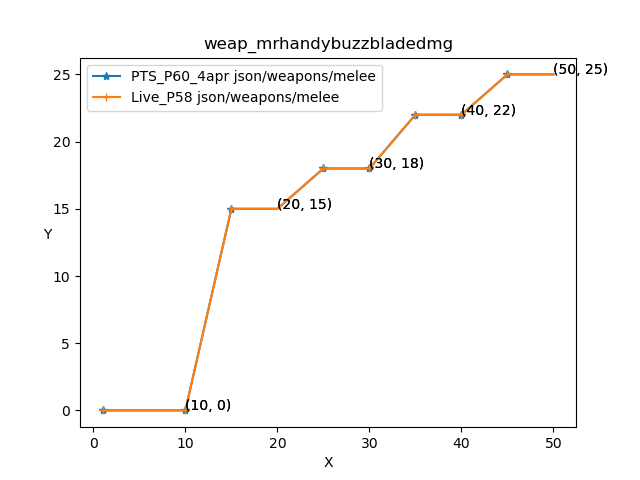 weap_mrhandybuzzbladedmg
PTS_P60_4apr json/weapons/melee
Live_P58 json/weapons/melee
(50, 25)
(40, 22)
(30, 18)
(20, 15)
(10, 0)
25
20
15
10
5
0
Y
0 10 20 30 40 50
X